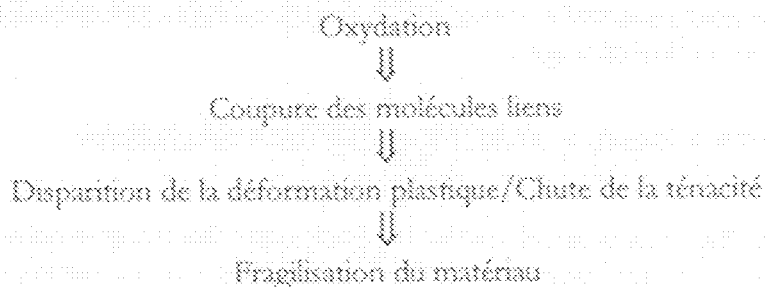 Oxydation
⇓
Coupure des molécules liens
⇓
Disparition de la déformation plastique/Chute de la ténacité
⇓
Fragilisation du matériau